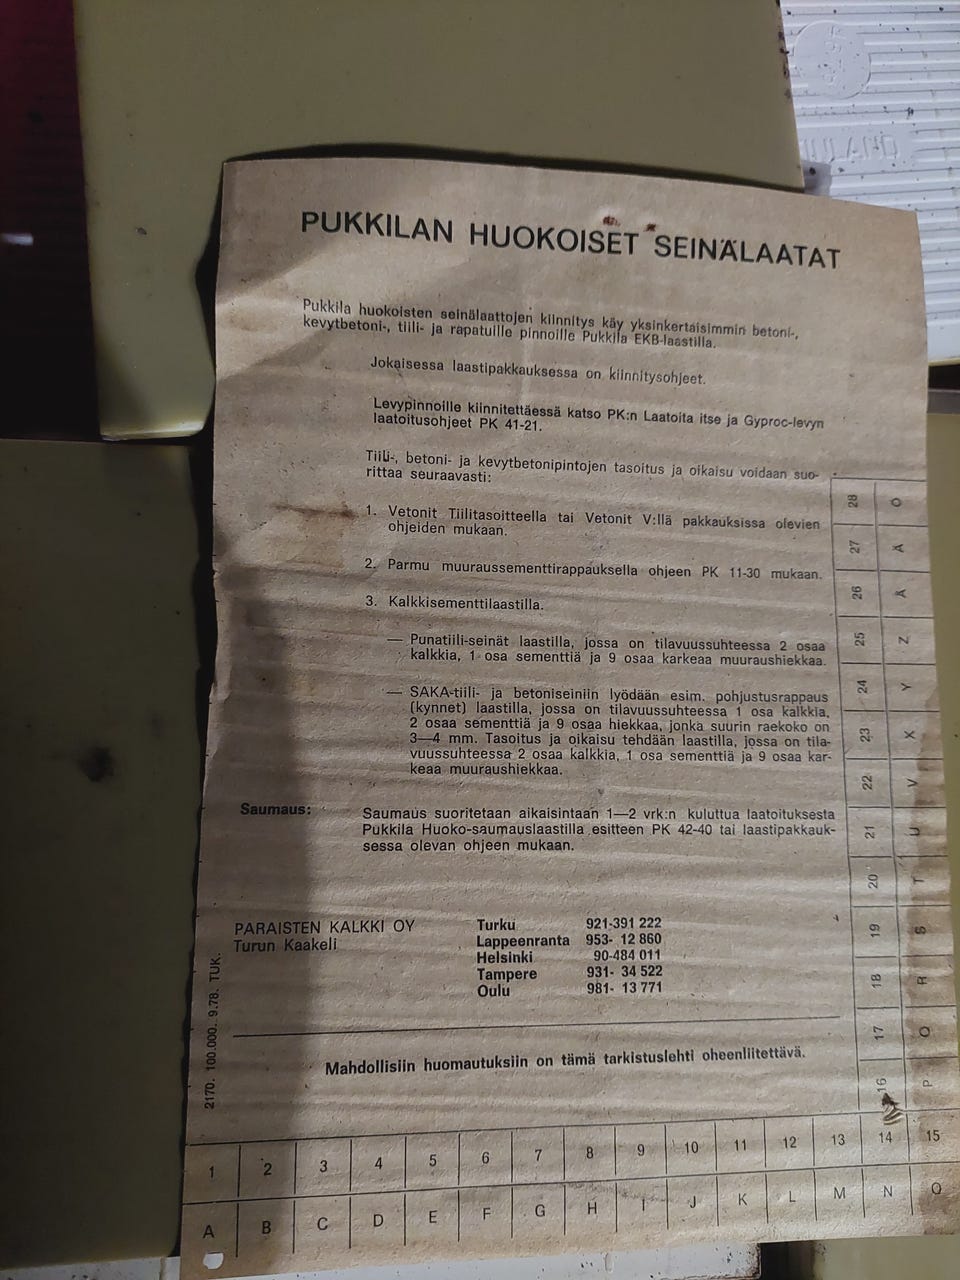 PUKKILAN HUOKOISET SEINÄLAATAT
Pukkila huokoisten seinälaattojen kiinnitys käy yksinkertaisimmin betoni-,
kevytbetoni-, tiili- ja rapatuille pinnoille Pukkila EKB-laastilla.
Jokaisessa laastipakkauksessa on kiinnitysohjeet.
Levypinnoille kiinnitettäessä katso PK:n Laatoita itse ja Gyproc-levyn
laatoitusohjeet PK 41-21.
Tiili-, betoni- ja kevytbetonipintojen tasoitus ja oikaisu voidaan suo-
rittaa seuraavasti:
1. Vetonit Tiilitasoitteella tai Vetonit V:llä pakkauksissa olevien
ohjeiden mukaan.
2. Parmu muuraussementtirappauksella ohjeen PK 11-30 mukaan.
3. Kalkkisementtilaastilla.
— Punatiili-seinät laastilla, jossa on tilavuussuhteessa 2 osaa
kalkkia, 1 osa sementtiä ja 9 osaa karkeaa muuraushiekkaa.
— SAKA-tiili- ja betoniseiniin lyödään esim. pohjustusrappaus
(kynnet) laastilla, jossa on tilavuussuhteessa 1 osa kalkkia,
2 osaa sementtiä ja 9 osaa hiekkaa, jonka suurin raekoko on
3—4 mm. Tasoitus ja oikaisu tehdään laastilla, jossa on tila-
vuussuhteessa 2 osaa kalkkia, 1 osa sementtiä ja 9 osaa kar-
keaa muuraushiekkaa.
Saumaus: Saumaus suoritetaan aikaisintaan 1—2 vrk:n kuluttua laatoituksesta
Pukkila Huoko-saumauslaastilla esitteen PK 42-40 tai laastipakkauk-
sessa olevan ohjeen mukaan.
PARAISTEN KALKKI OY
Turun Kaakeli
Turku 921-391 222
Lappeenranta 953- 12 860
Helsinki 90-484 011
Tampere 931- 34 522
Oulu 981- 13 771
2170. 100.000. 9.78. TUK.
Mahdollisiin huomautuksiin on tämä tarkistuslehti oheenliitettävä.
1 2 3 4 5 6 7 8 9 10 11 12 13 14 15
A B C D E F G H I J K L M N O
16 17 18 19 20 21 22 23 24 25 26 27 28
P Q R S T U V X Y Z Å Ä Ö